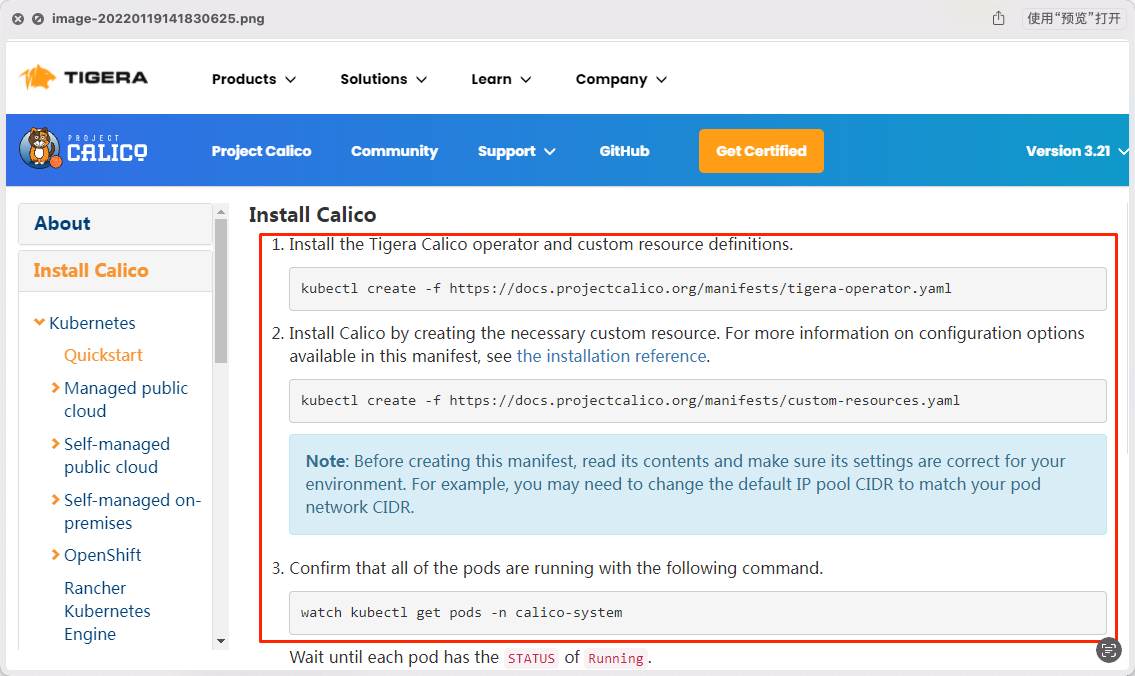 image-20220119141830625.png
使用“预览”打开
TIGERA
Products
Solutions
Learn
Company
PROJECT
CALICO
Project Calico
Community
Support
GitHub
Get Certified
Version 3.21
About
Install Calico
Kubernetes
Quickstart
Managed public
cloud
Self-managed
public cloud
Self-managed on-
premises
OpenShift
Rancher
Kubernetes
Engine
Install Calico
1. Install the Tigera Calico operator and custom resource definitions.
kubectl create -f https://docs.projectcalico.org/manifests/tigera-operator.yaml
2. Install Calico by creating the necessary custom resource. For more information on configuration options
available in this manifest, see the installation reference.
kubectl create -f https://docs.projectcalico.org/manifests/custom-resources.yaml
Note: Before creating this manifest, read its contents and make sure its settings are correct for your
environment. For example, you may need to change the default IP pool CIDR to match your pod
network CIDR.
3. Confirm that all of the pods are running with the following command.
watch kubectl get pods -n calico-system
Wait until each pod has the STATUS of Running.